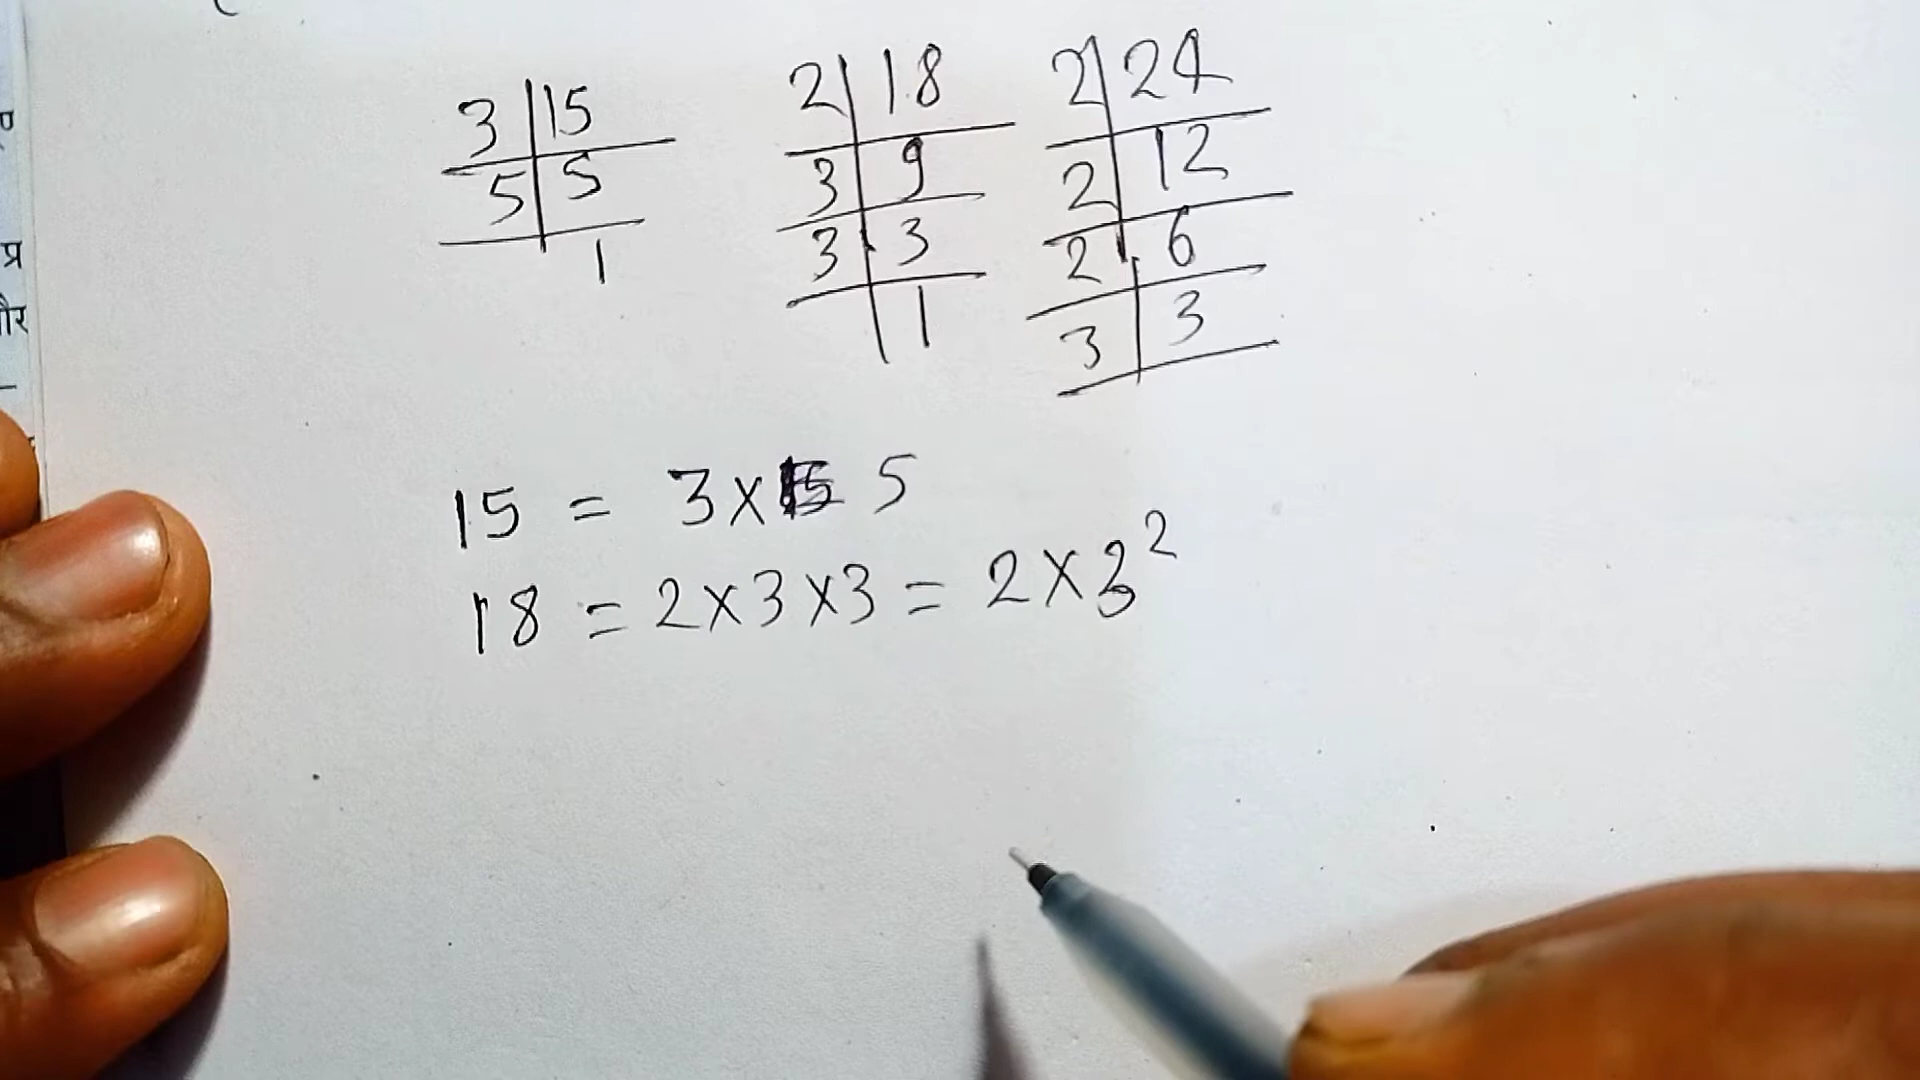 3 | 15
5 | 5
1
2 | 18
3 | 9
3 | 3
1
2 | 24
2 | 12
2 | 6
3 | 3
15 = 3 × 5
18 = 2 × 3 × 3 = 2 × 3²
प्र
और